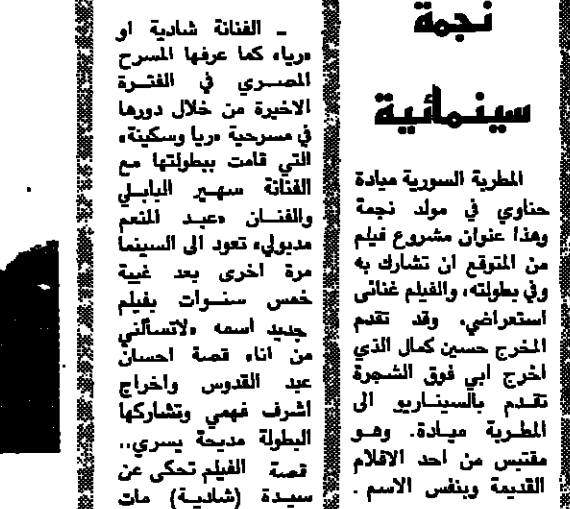 نجمة
سينمائية
المطربة السورية ميادة
حناوي في مولد نجمة
وهذا عنوان مشروع فيلم
من المتوقع ان تشارك به
وفي بطولته، والفيلم غنائى
استعراضي، وقد تقدم
المخرج حسين كمال الذي
اخرج ابي فوق الشجرة
تقدم بالسيناريو الى
المطربة ميادة. وهو
مقتبس من احد الافلام
القديمة وبنفس الاسم.
ـ الفنانة شادية او
«ريا» كما عرفها المسرح
المصري في الفترة
الاخيرة من خلال دورها
في مسرحية «ريا وسكينة»
التي قامت ببطولتها مع
الفنانة سهير البابلي
والفنان «عبد المنعم
مدبولي» تعود الى السينما
مرة اخرى بعد غيبة
خمس سنوات بفيلم
جديد اسمه «لاتسألني
من انا» قصة احسان
عبد القدوس واخراج
اشرف فهمي وتشاركها
البطولة مديحة يسري..
قصة الفيلم تحكى عن
سيدة (شادية) مات